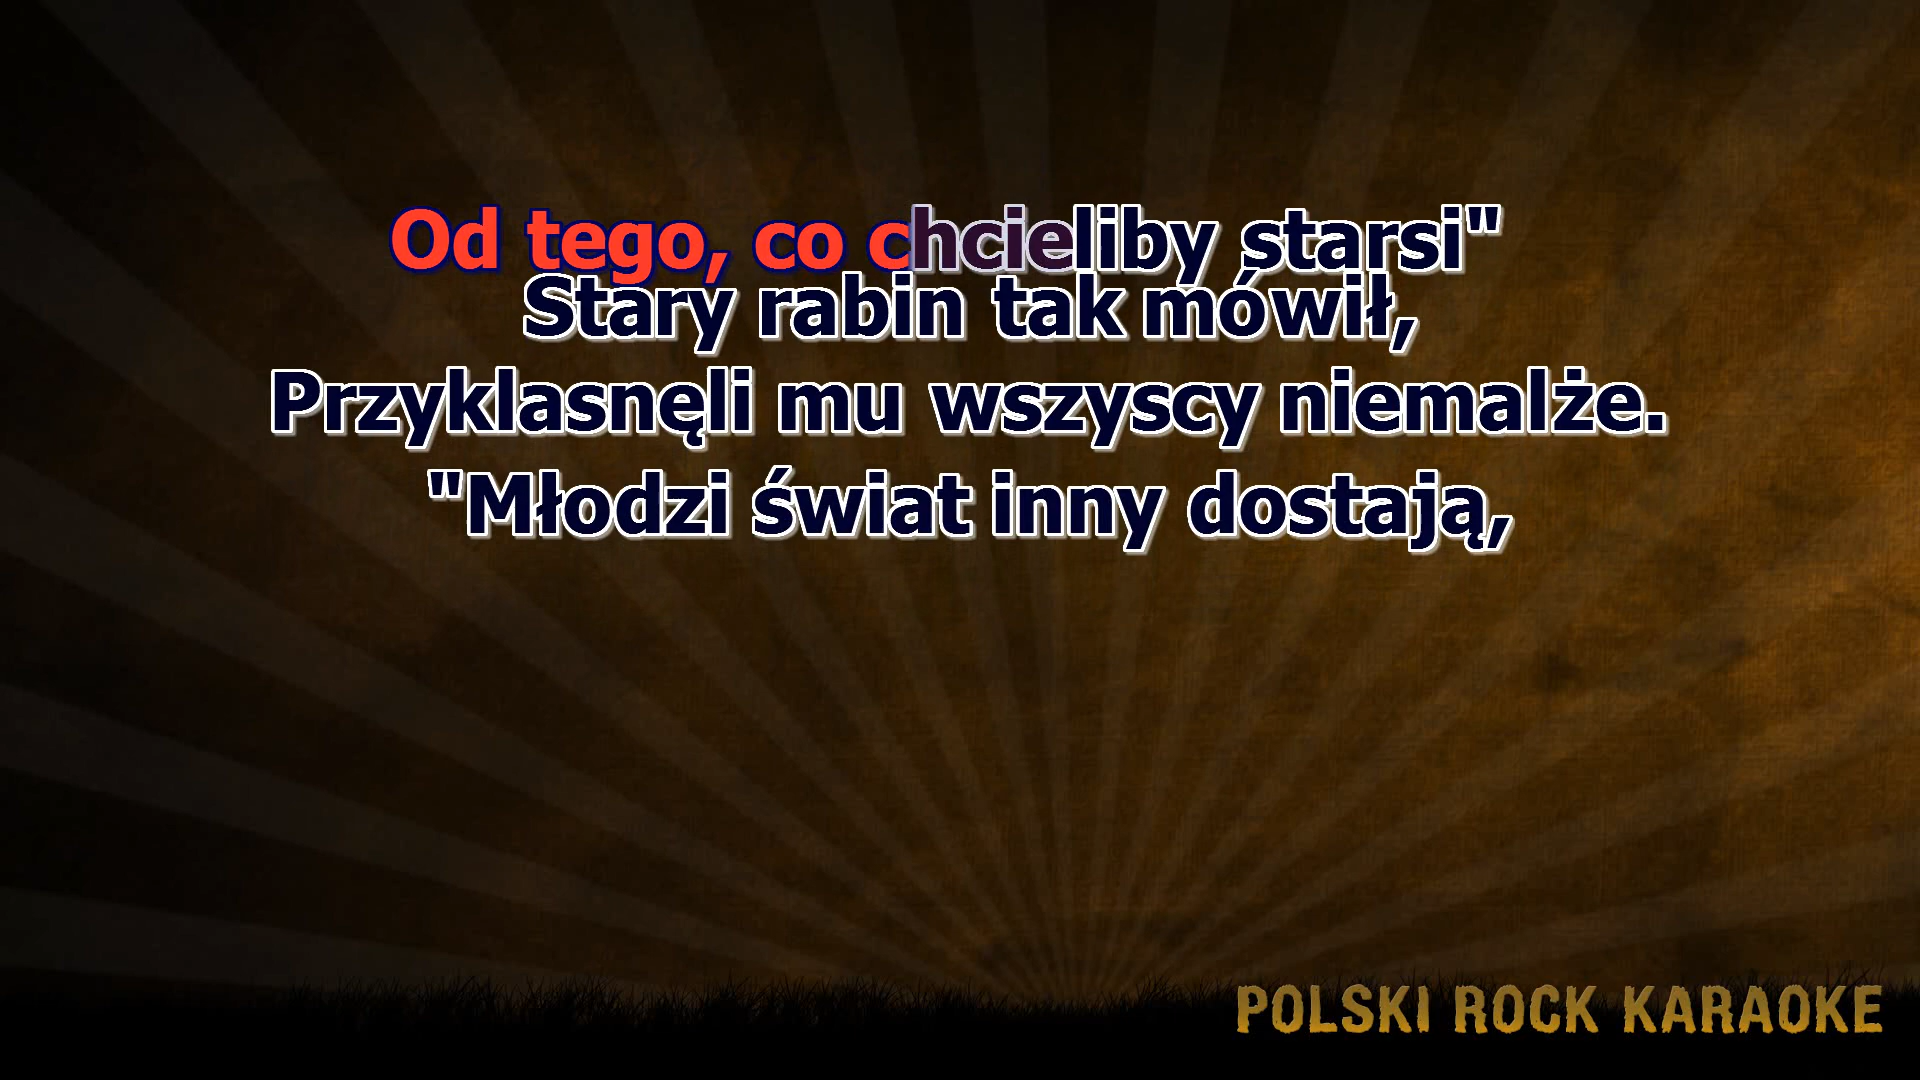 Od tego, co chcieliby starsi"
Stary rabin tak mówił,
Przyklasnęli mu wszyscy niemalże.
"Młodzi świat inny dostają,
POLSKI ROCK KARAOKE